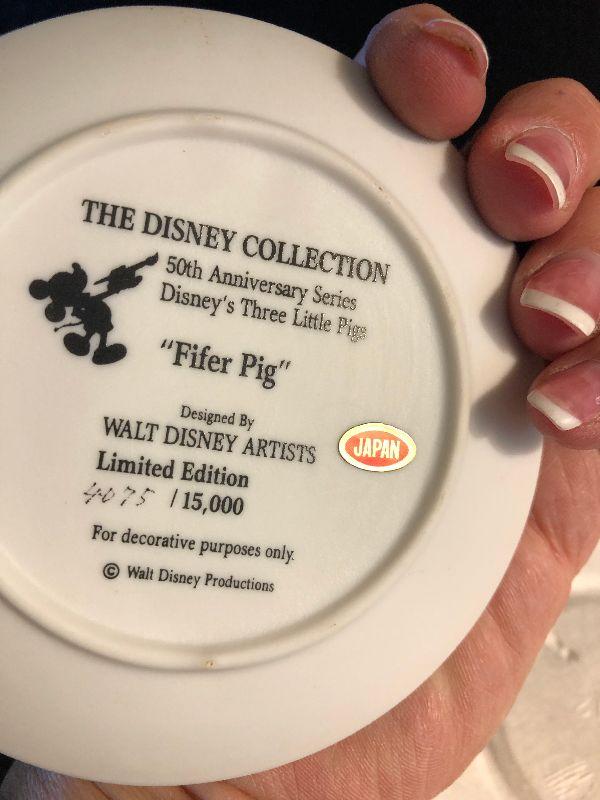 THE DISNEY COLLECTION
50th Anniversary Series
Disney's Three Little Pigs
"Fifer Pig"
Designed By
WALT DISNEY ARTISTS
JAPAN
Limited Edition
4075 / 15,000
For decorative purposes only.
© Walt Disney Productions